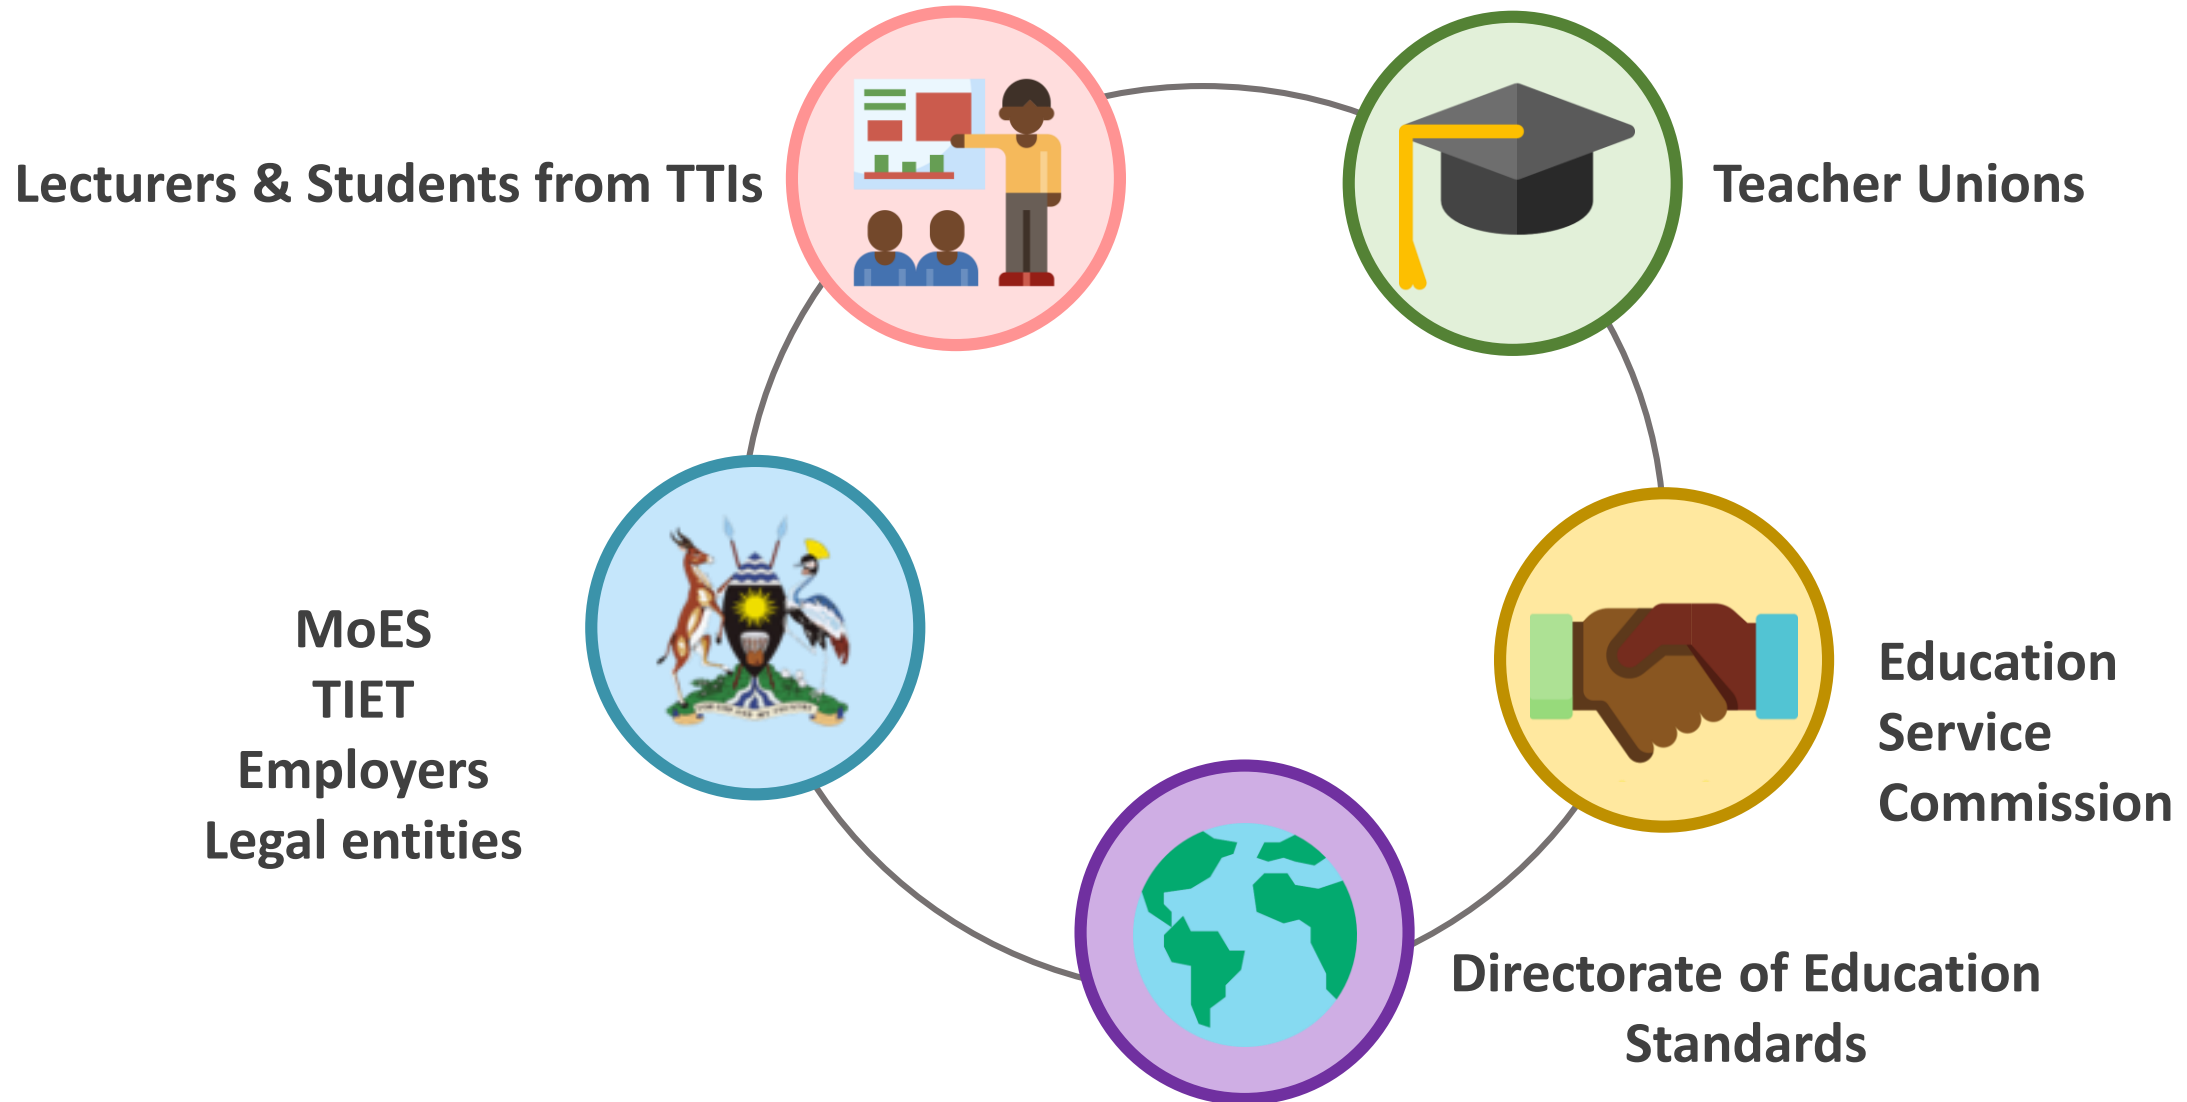 Lecturers & Students from TTIs
Teacher Unions
MoES
TIET
Employers
Legal entities
Education
Service
Commission
Directorate of Education
Standards